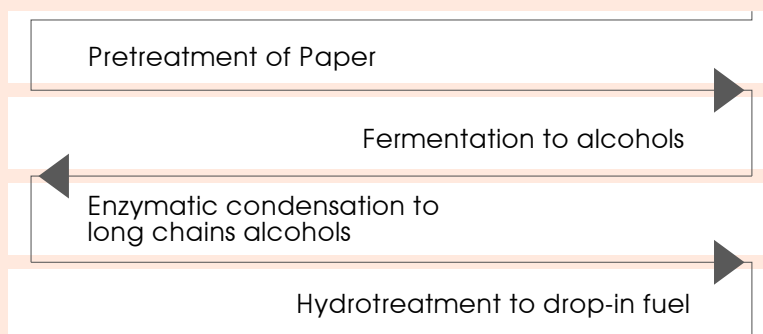 Pretreatment of Paper
Fermentation to alcohols
Enzymatic condensation to
long chains alcohols
Hydrotreatment to drop-in fuel